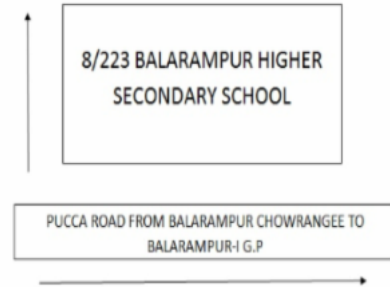 8/223 BALARAMPUR HIGHER
SECONDARY SCHOOL
PUCCA ROAD FROM BALARAMPUR CHOWRANGEE TO
BALARAMPUR-I G.P